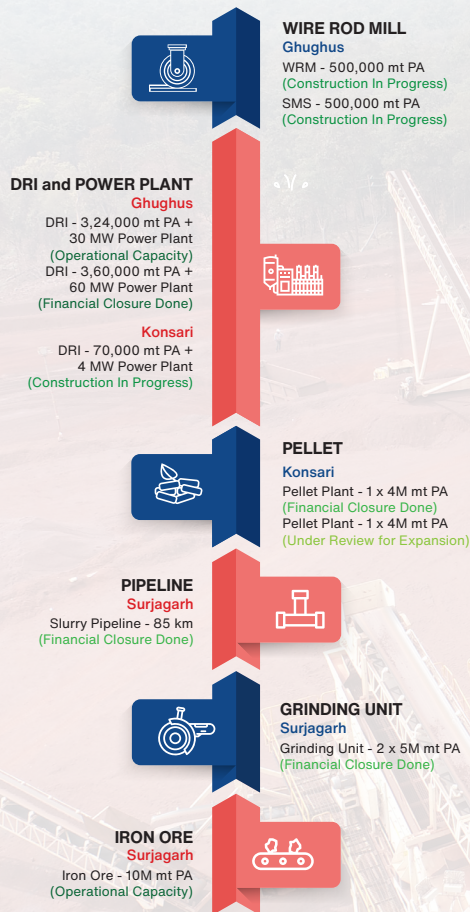 WIRE ROD MILL
Ghughus
WRM - 500,000 mt PA
(Construction In Progress)
SMS - 500,000 mt PA
(Construction In Progress)
DRI and POWER PLANT
Ghughus
DRI - 3,24,000 mt PA +
30 MW Power Plant
(Operational Capacity)
DRI - 3,60,000 mt PA +
60 MW Power Plant
(Financial Closure Done)
Konsari
DRI - 70,000 mt PA +
4 MW Power Plant
(Construction In Progress)
PELLET
Konsari
Pellet Plant - 1 x 4M mt PA
(Financial Closure Done)
Pellet Plant - 1 x 4M mt PA
(Under Review for Expansion)
PIPELINE
Surjagarh
Slurry Pipeline - 85 km
(Financial Closure Done)
GRINDING UNIT
Surjagarh
Grinding Unit - 2 x 5M mt PA
(Financial Closure Done)
IRON ORE
Surjagarh
Iron Ore - 10M mt PA
(Operational Capacity)